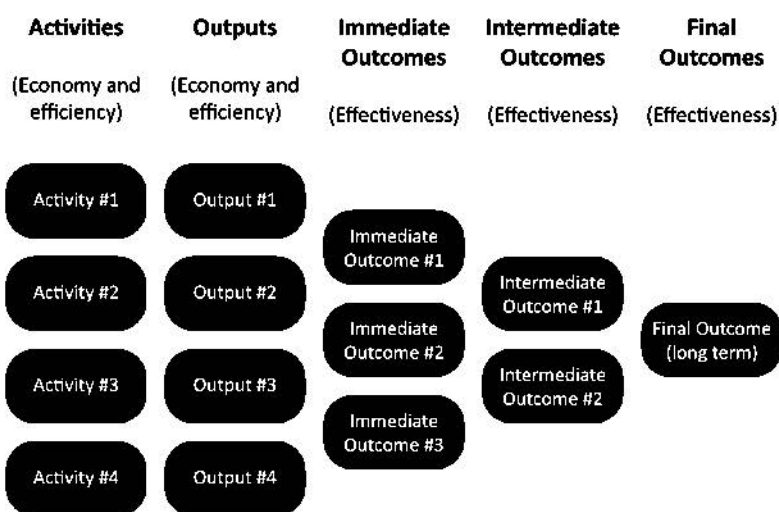 Activities
(Economy and
efficiency)
Outputs
(Economy and
efficiency)
Immediate
Outcomes
(Effectiveness)
Intermediate
Outcomes
(Effectiveness)
Final
Outcomes
(Effectiveness)
Activity #1
Activity #2
Activity #3
Activity #4
Output #1
Output #2
Output #3
Output #4
Immediate
Outcome #1
Immediate
Outcome #2
Immediate
Outcome #3
Intermediate
Outcome #1
Intermediate
Outcome #2
Final Outcome
(long term)